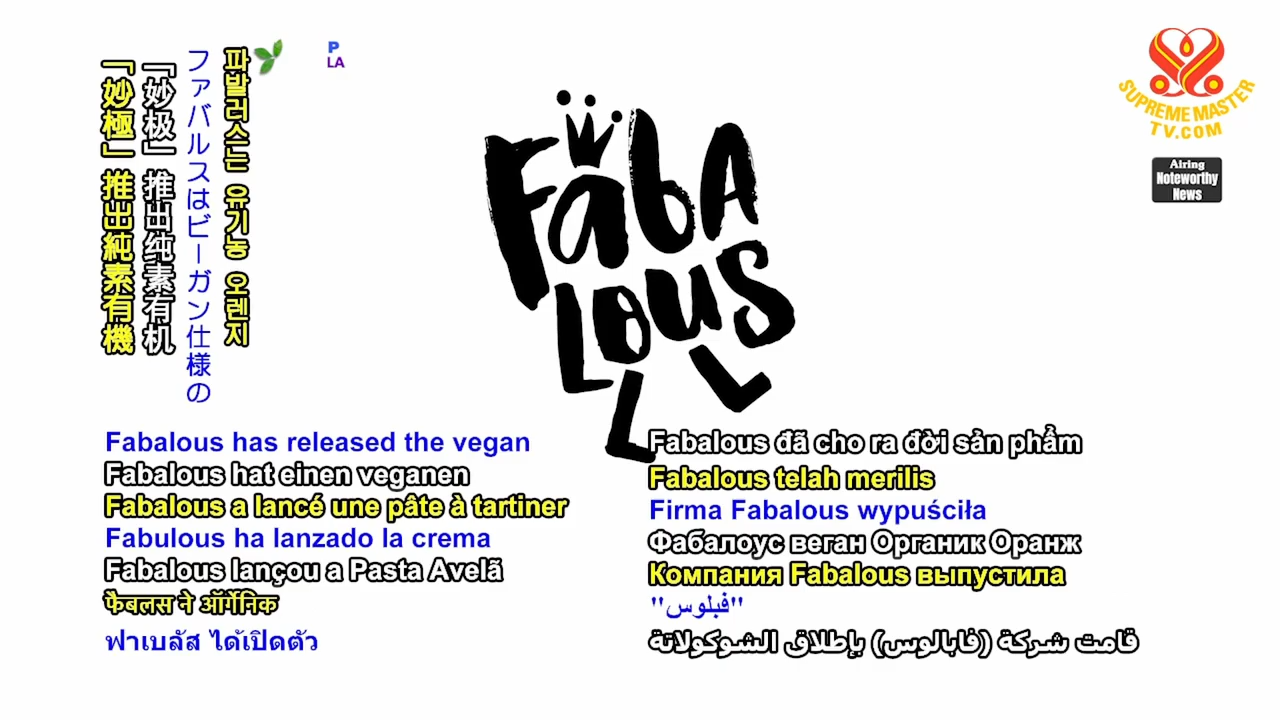 「妙極」推出純素有機
「妙极」推出纯素有机
ファバルスはビーガン仕様の
파발러스는 유기농 오렌지
P
LA
Faba
lous
SUPREME MASTER
TV.COM
Airing
Noteworthy
News
Fabalous has released the vegan
Fabalous hat einen veganen
Fabalous a lancé une pâte à tartiner
Fabulous ha lanzado la crema
Fabalous lançou a Pasta Avelã
फैबलस ने ऑर्गेनिक
ฟาเบลัส ได้เปิดตัว
Fabalous đã cho ra đời sản phẩm
Fabalous telah merilis
Firma Fabalous wypuściła
Фабалоус веган Органик Оранж
Компания Fabalous выпустила
"فبلوس"
قامت شركة (فابالوس) بإطلاق الشوكولاتة